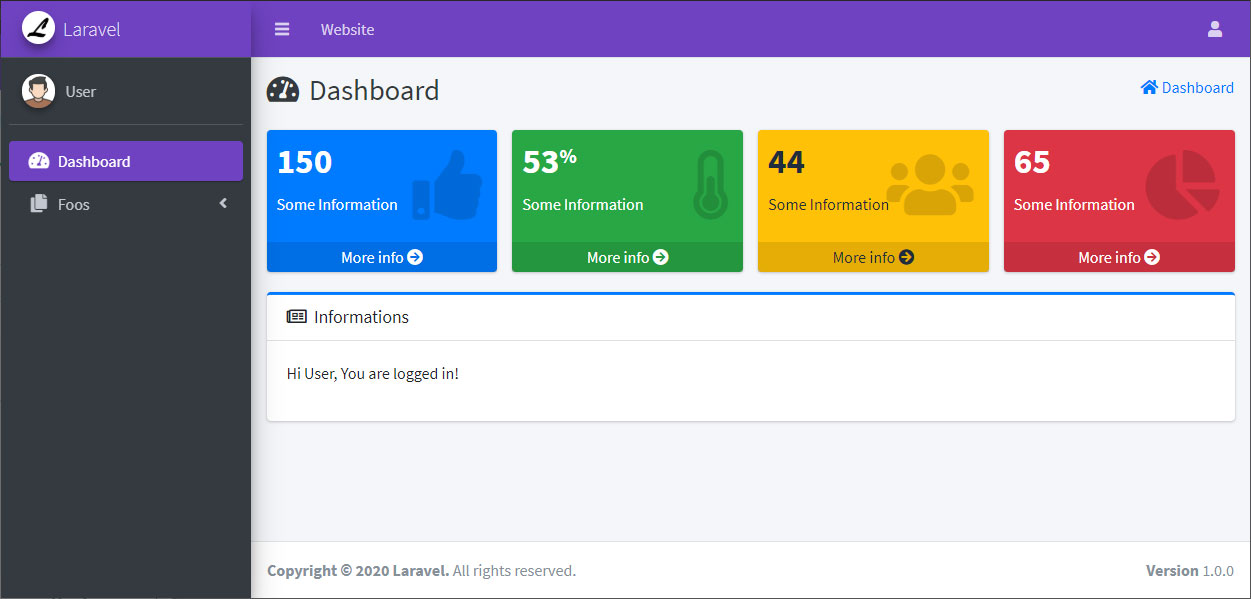 Laravel
Website
User
Dashboard
Foos
Dashboard
Dashboard
150
Some Information
More info
53%
Some Information
More info
44
Some Information
More info
65
Some Information
More info
Informations
Hi User, You are logged in!
Copyright © 2020 Laravel. All rights reserved.
Version 1.0.0